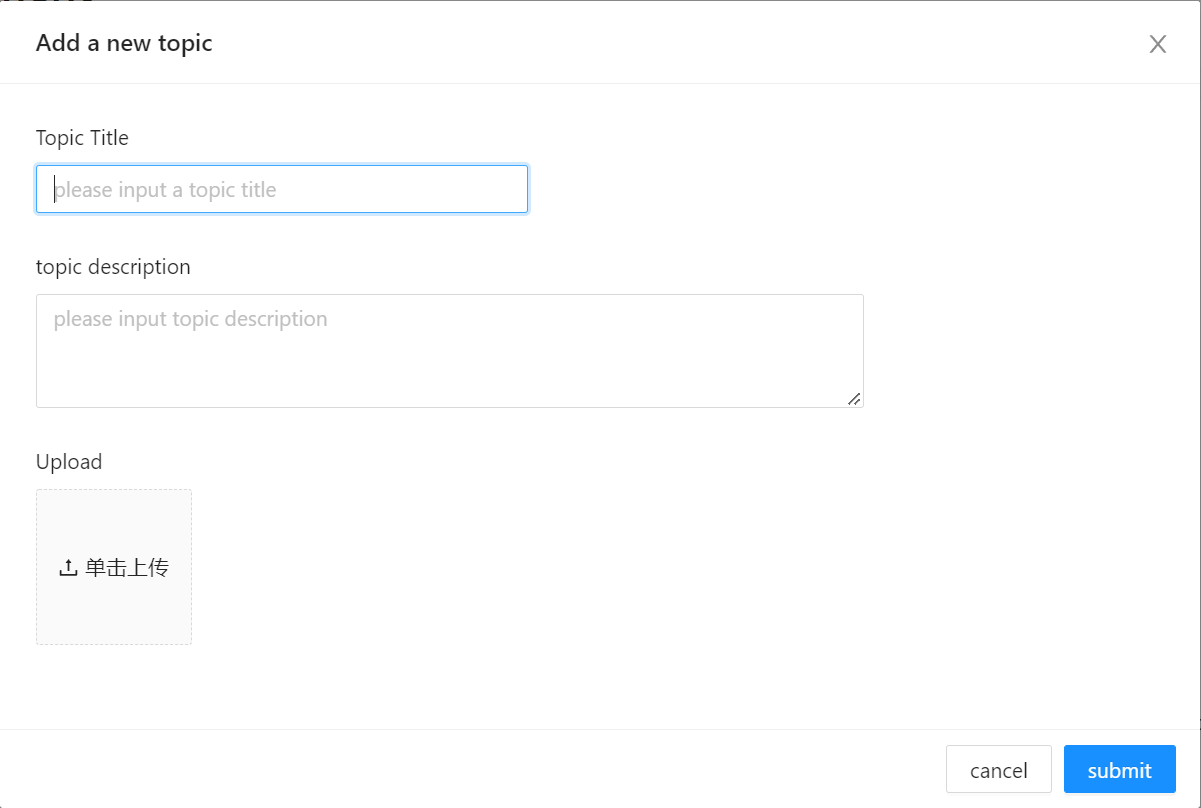 Add a new topic
Topic Title
please input a topic title
topic description
please input topic description
Upload
单击上传
cancel
submit